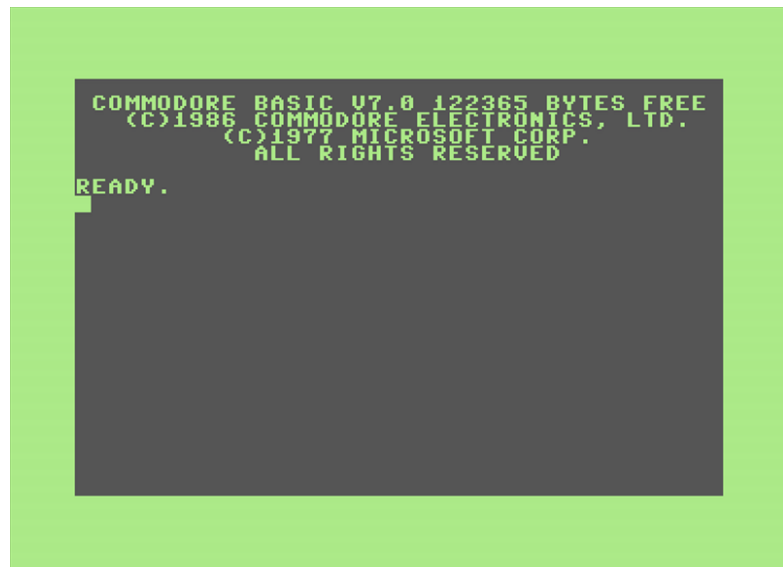 COMMODORE BASIC V7.0 122365 BYTES FREE
(C)1986 COMMODORE ELECTRONICS, LTD.
(C)1977 MICROSOFT CORP.
ALL RIGHTS RESERVED
READY.